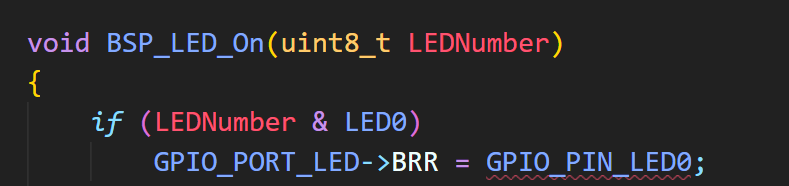 void BSP_LED_On(uint8_t LEDNumber)
{
if (LEDNumber & LED0)
GPIO_PORT_LED->BRR = GPIO_PIN_LED0;